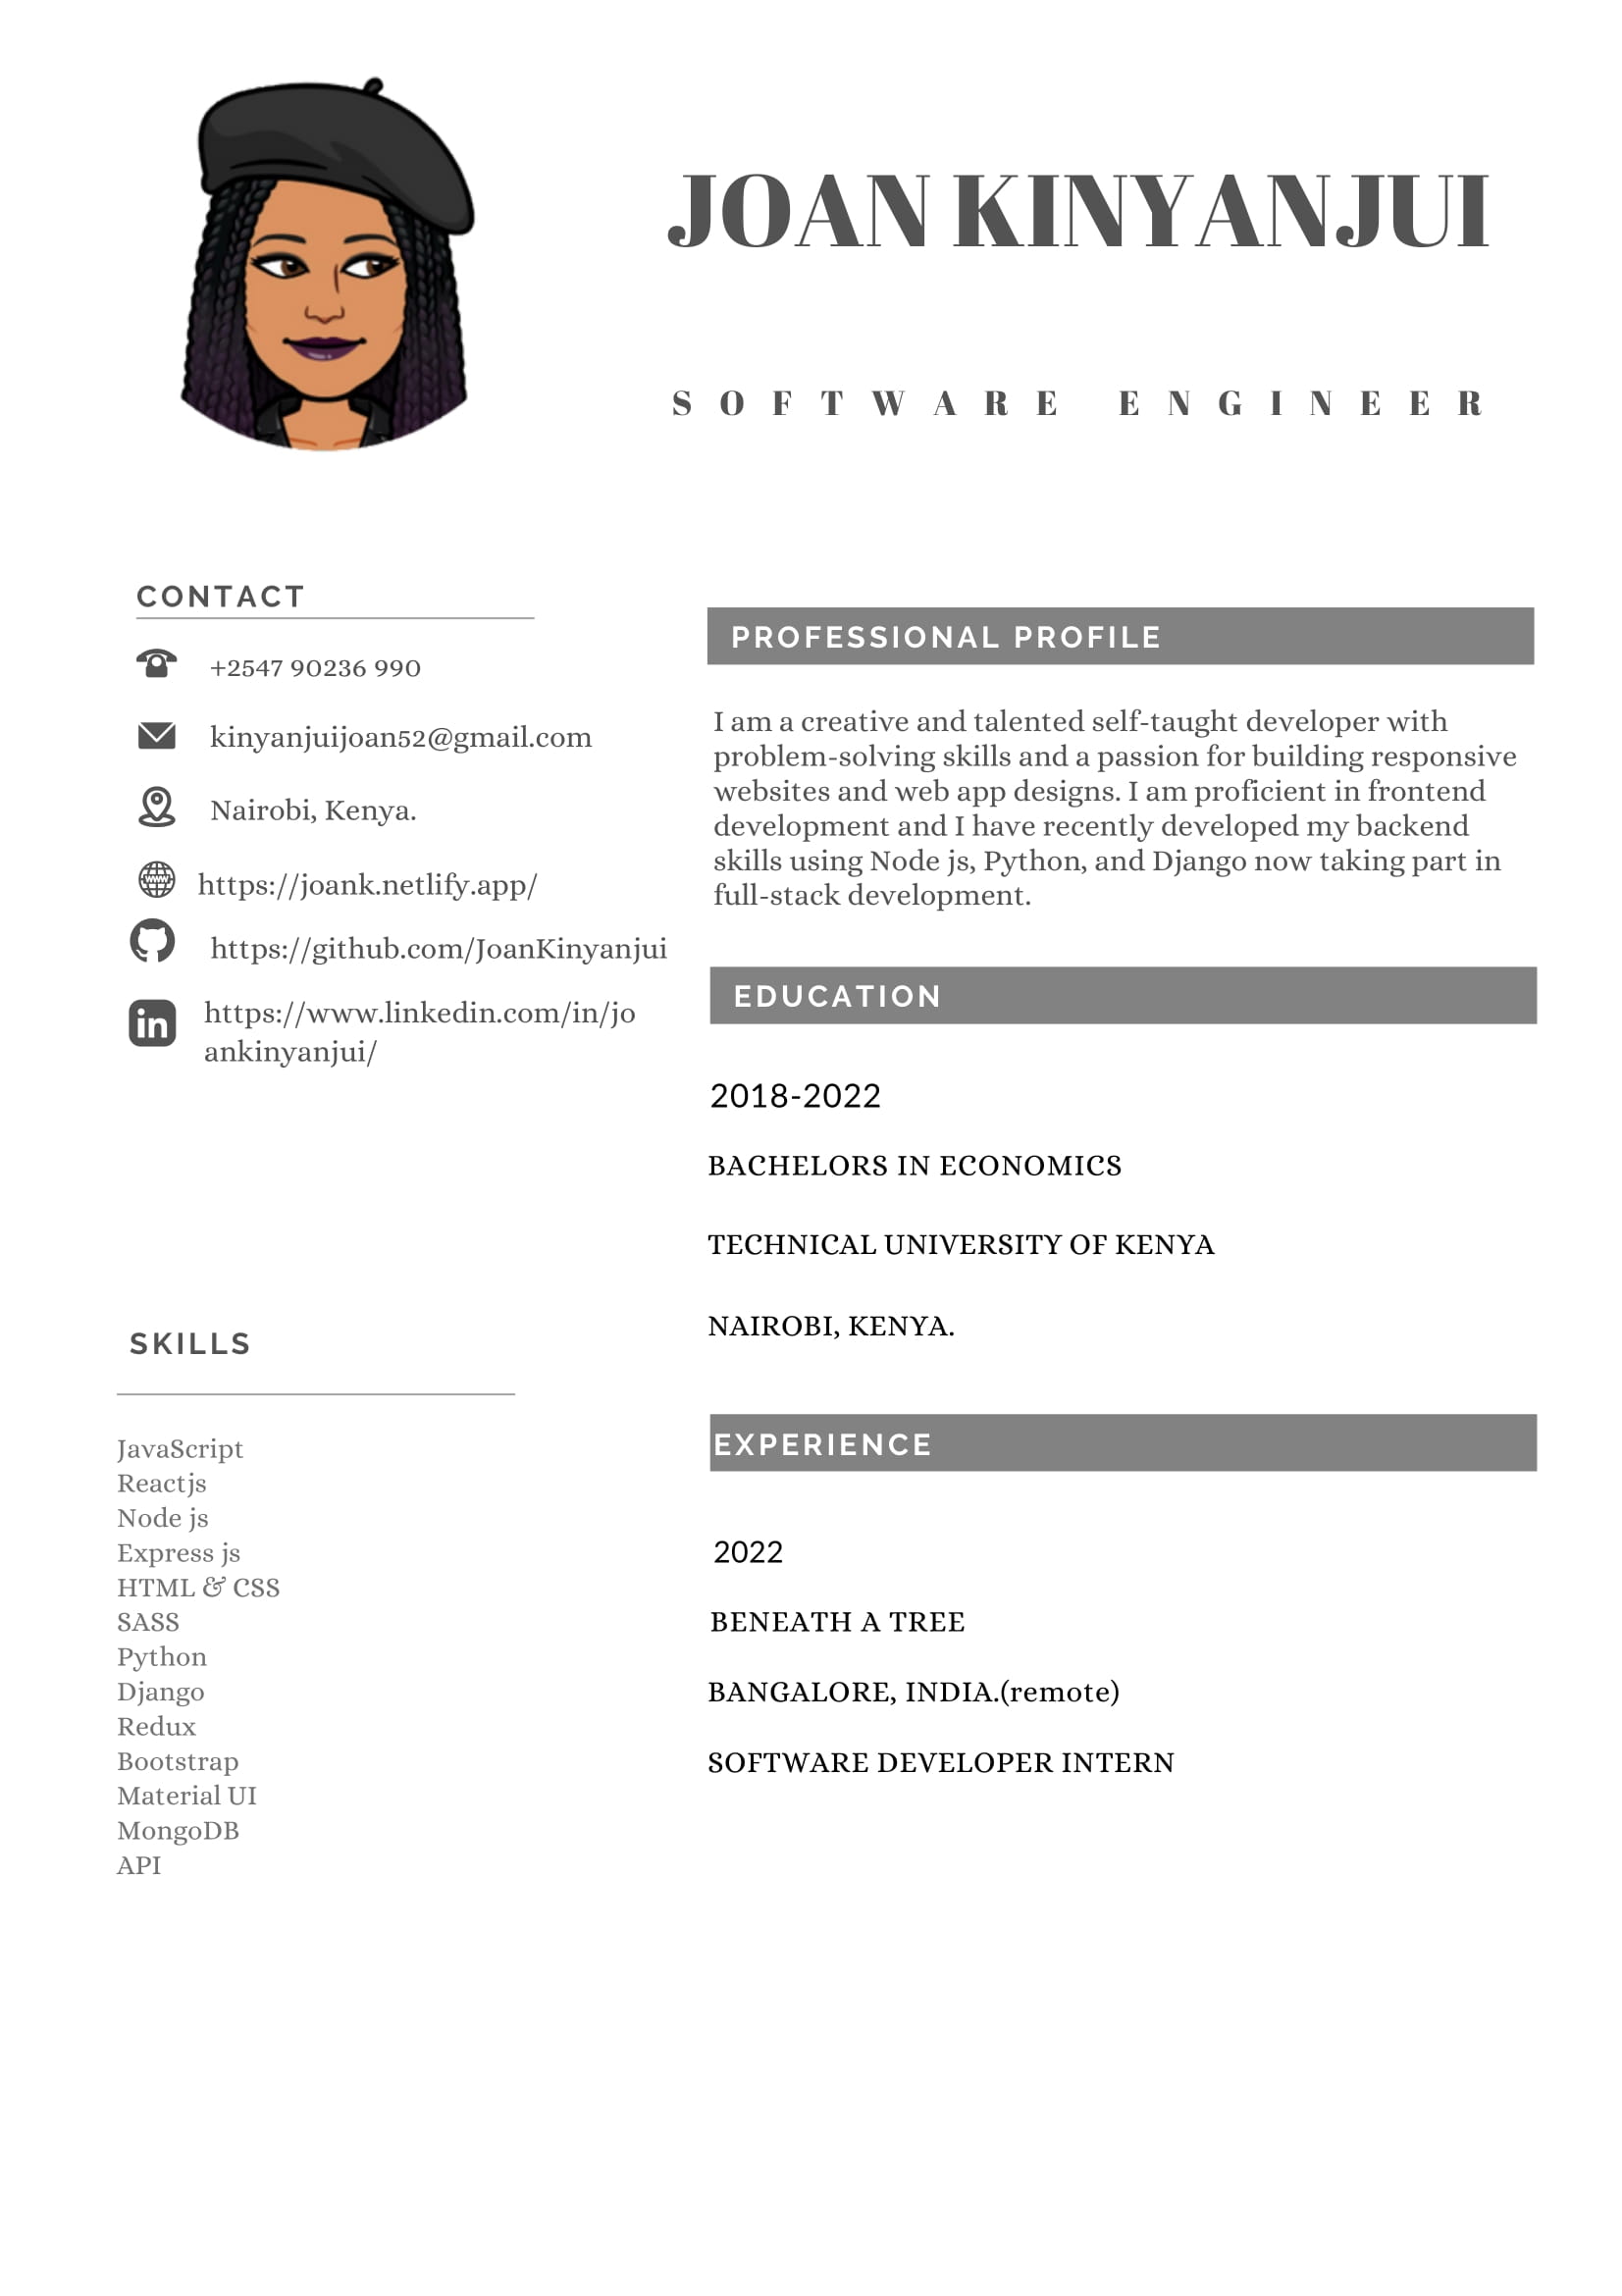 JOAN KINYANJUI
SOFTWARE ENGINEER
CONTACT
+2547 90236 990
kinyanjuijoan52@gmail.com
Nairobi, Kenya.
www
https://joank.netlify.app/
https://github.com/JoanKinyanjui
in
https://www.linkedin.com/in/jo
ankinyanjui/
SKILLS
JavaScript
Reactjs
Node js
Express js
HTML & CSS
SASS
Python
Django
Redux
Bootstrap
Material UI
MongoDB
API
PROFESSIONAL PROFILE
I am a creative and talented self-taught developer with
problem-solving skills and a passion for building responsive
websites and web app designs. I am proficient in frontend
development and I have recently developed my backend
skills using Node js, Python, and Django now taking part in
full-stack development.
EDUCATION
2018-2022
BACHELORS IN ECONOMICS
TECHNICAL UNIVERSITY OF KENYA
NAIROBI, KENYA.
EXPERIENCE
2022
BENEATH A TREE
BANGALORE, INDIA.(remote)
SOFTWARE DEVELOPER INTERN